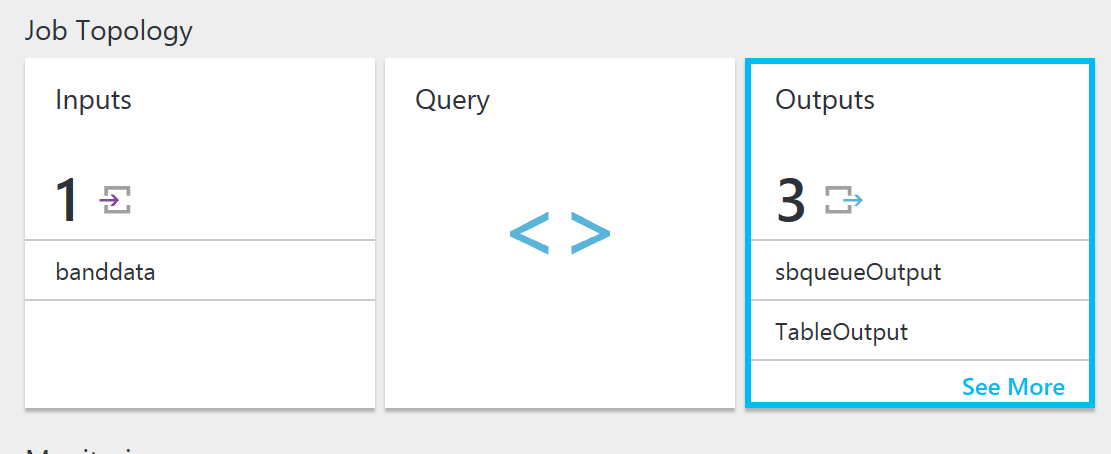 Job Topology
Inputs
1
banddata
Query
< >
Outputs
3
sbqueueOutput
TableOutput
See More